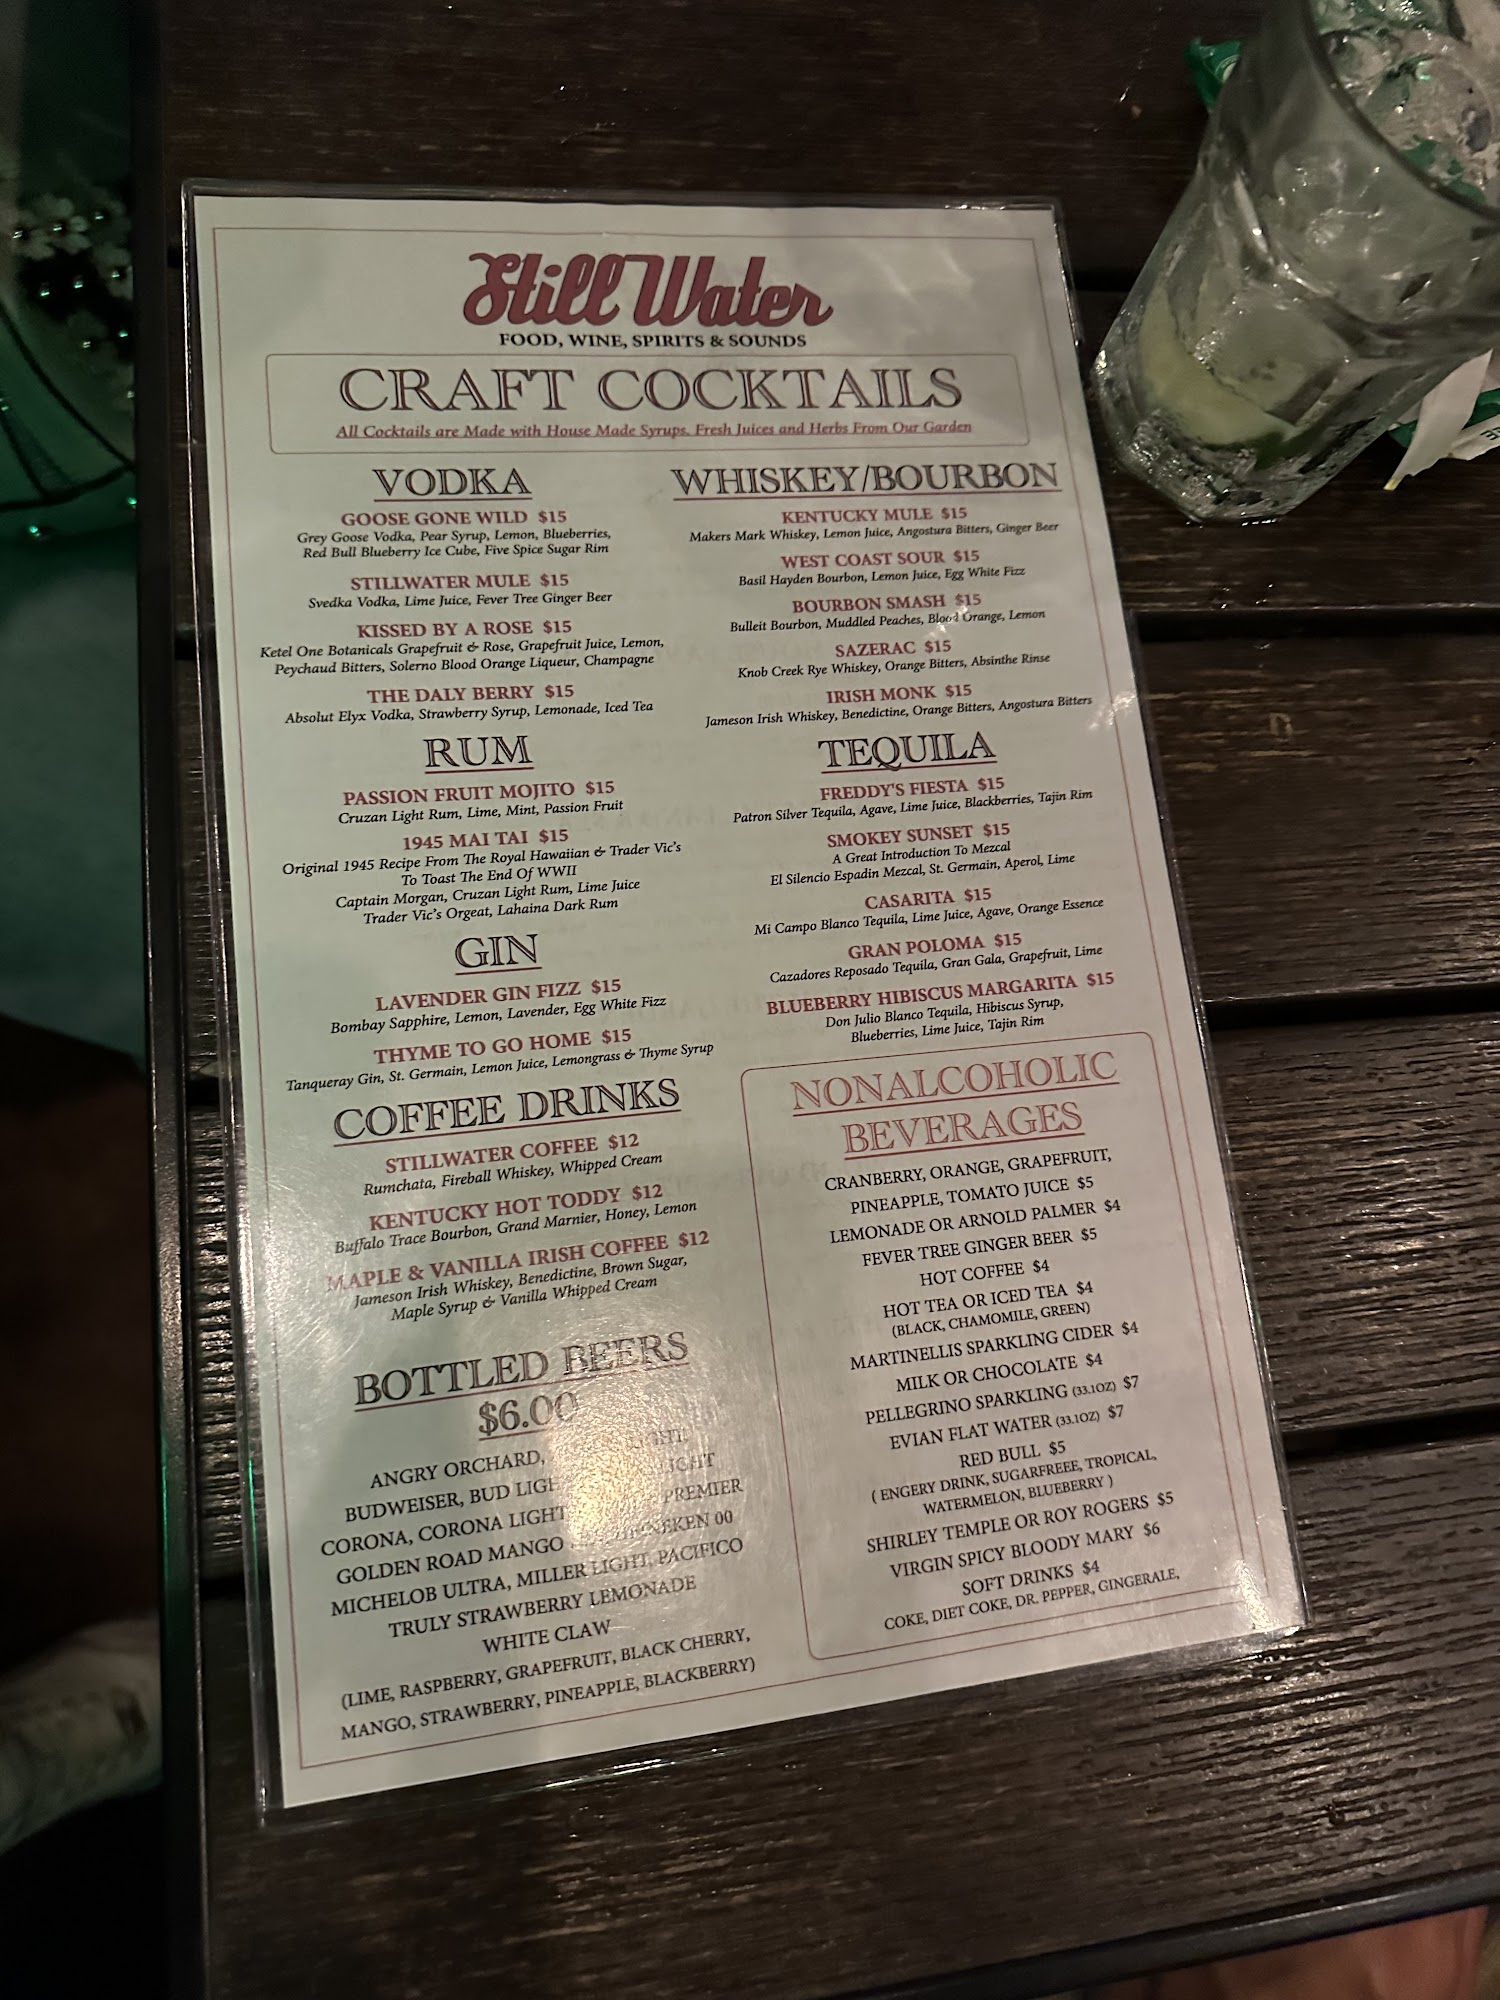 Still Water
FOOD, WINE, SPIRITS & SOUNDS
CRAFT COCKTAILS
All Cocktails are Made with House Made Syrups, Fresh Juices and Herbs From Our Garden
VODKA
GOOSE GONE WILD $15
Grey Goose Vodka, Pear Syrup, Lemon, Blueberries,
Red Bull Blueberry Ice Cube, Five Spice Sugar Rim
STILLWATER MULE $15
Svedka Vodka, Lime Juice, Fever Tree Ginger Beer
KISSED BY A ROSE $15
Ketel One Botanicals Grapefruit & Rose, Grapefruit Juice, Lemon,
Peychaud Bitters, Solerno Blood Orange Liqueur, Champagne
THE DALY BERRY $15
Absolut Elyx Vodka, Strawberry Syrup, Lemonade, Iced Tea
RUM
PASSION FRUIT MOJITO $15
Cruzan Light Rum, Lime, Mint, Passion Fruit
1945 MAI TAI $15
Original 1945 Recipe From The Royal Hawaiian & Trader Vic's
To Toast The End Of WWII
Captain Morgan, Cruzan Light Rum, Lime Juice
Trader Vic's Orgeat, Lahaina Dark Rum
GIN
LAVENDER GIN FIZZ $15
Bombay Sapphire, Lemon, Lavender, Egg White Fizz
THYME TO GO HOME $15
Tanqueray Gin, St. Germain, Lemon Juice, Lemongrass & Thyme Syrup
COFFEE DRINKS
STILLWATER COFFEE $12
Rumchata, Fireball Whiskey, Whipped Cream
KENTUCKY HOT TODDY $12
Buffalo Trace Bourbon, Grand Marnier, Honey, Lemon
MAPLE & VANILLA IRISH COFFEE $12
Jameson Irish Whiskey, Benedictine, Brown Sugar,
Maple Syrup & Vanilla Whipped Cream
BOTTLED BEERS
$6.00
ANGRY ORCHARD, LIGHT,
BUDWEISER, BUD LIGHT
CORONA, CORONA LIGHT PREMIER
GOLDEN ROAD MANGO HEINEKEN 00
MICHELOB ULTRA, MILLER LIGHT, PACIFICO
TRULY STRAWBERRY LEMONADE
WHITE CLAW
(LIME, RASPBERRY, GRAPEFRUIT, BLACK CHERRY,
MANGO, STRAWBERRY, PINEAPPLE, BLACKBERRY)
WHISKEY/BOURBON
KENTUCKY MULE $15
Makers Mark Whiskey, Lemon Juice, Angostura Bitters, Ginger Beer
WEST COAST SOUR $15
Basil Hayden Bourbon, Lemon Juice, Egg White Fizz
BOURBON SMASH $15
Bulleit Bourbon, Muddled Peaches, Blood Orange, Lemon
SAZERAC $15
Knob Creek Rye Whiskey, Orange Bitters, Absinthe Rinse
IRISH MONK $15
Jameson Irish Whiskey, Benedictine, Orange Bitters, Angostura Bitters
TEQUILA
FREDDY'S FIESTA $15
Patron Silver Tequila, Agave, Lime Juice, Blackberries, Tajin Rim
SMOKEY SUNSET $15
A Great Introduction To Mezcal
El Silencio Espadin Mezcal, St. Germain, Aperol, Lime
CASARITA $15
Mi Campo Blanco Tequila, Lime Juice, Agave, Orange Essence
GRAN POLOMA $15
Cazadores Reposado Tequila, Gran Gala, Grapefruit, Lime
BLUEBERRY HIBISCUS MARGARITA $15
Don Julio Blanco Tequila, Hibiscus Syrup,
Blueberries, Lime Juice, Tajin Rim
NONALCOHOLIC
BEVERAGES
CRANBERRY, ORANGE, GRAPEFRUIT,
PINEAPPLE, TOMATO JUICE $5
LEMONADE OR ARNOLD PALMER $4
FEVER TREE GINGER BEER $5
HOT COFFEE $4
HOT TEA OR ICED TEA $4
(BLACK, CHAMOMILE, GREEN)
MARTINELLIS SPARKLING CIDER $4
MILK OR CHOCOLATE $4
PELLEGRINO SPARKLING (33.1OZ) $7
EVIAN FLAT WATER (33.1OZ) $7
RED BULL $5
( ENGERY DRINK, SUGARFREEE, TROPICAL,
WATERMELON, BLUEBERRY )
SHIRLEY TEMPLE OR ROY ROGERS $5
VIRGIN SPICY BLOODY MARY $6
SOFT DRINKS $4
COKE, DIET COKE, DR. PEPPER, GINGERALE,